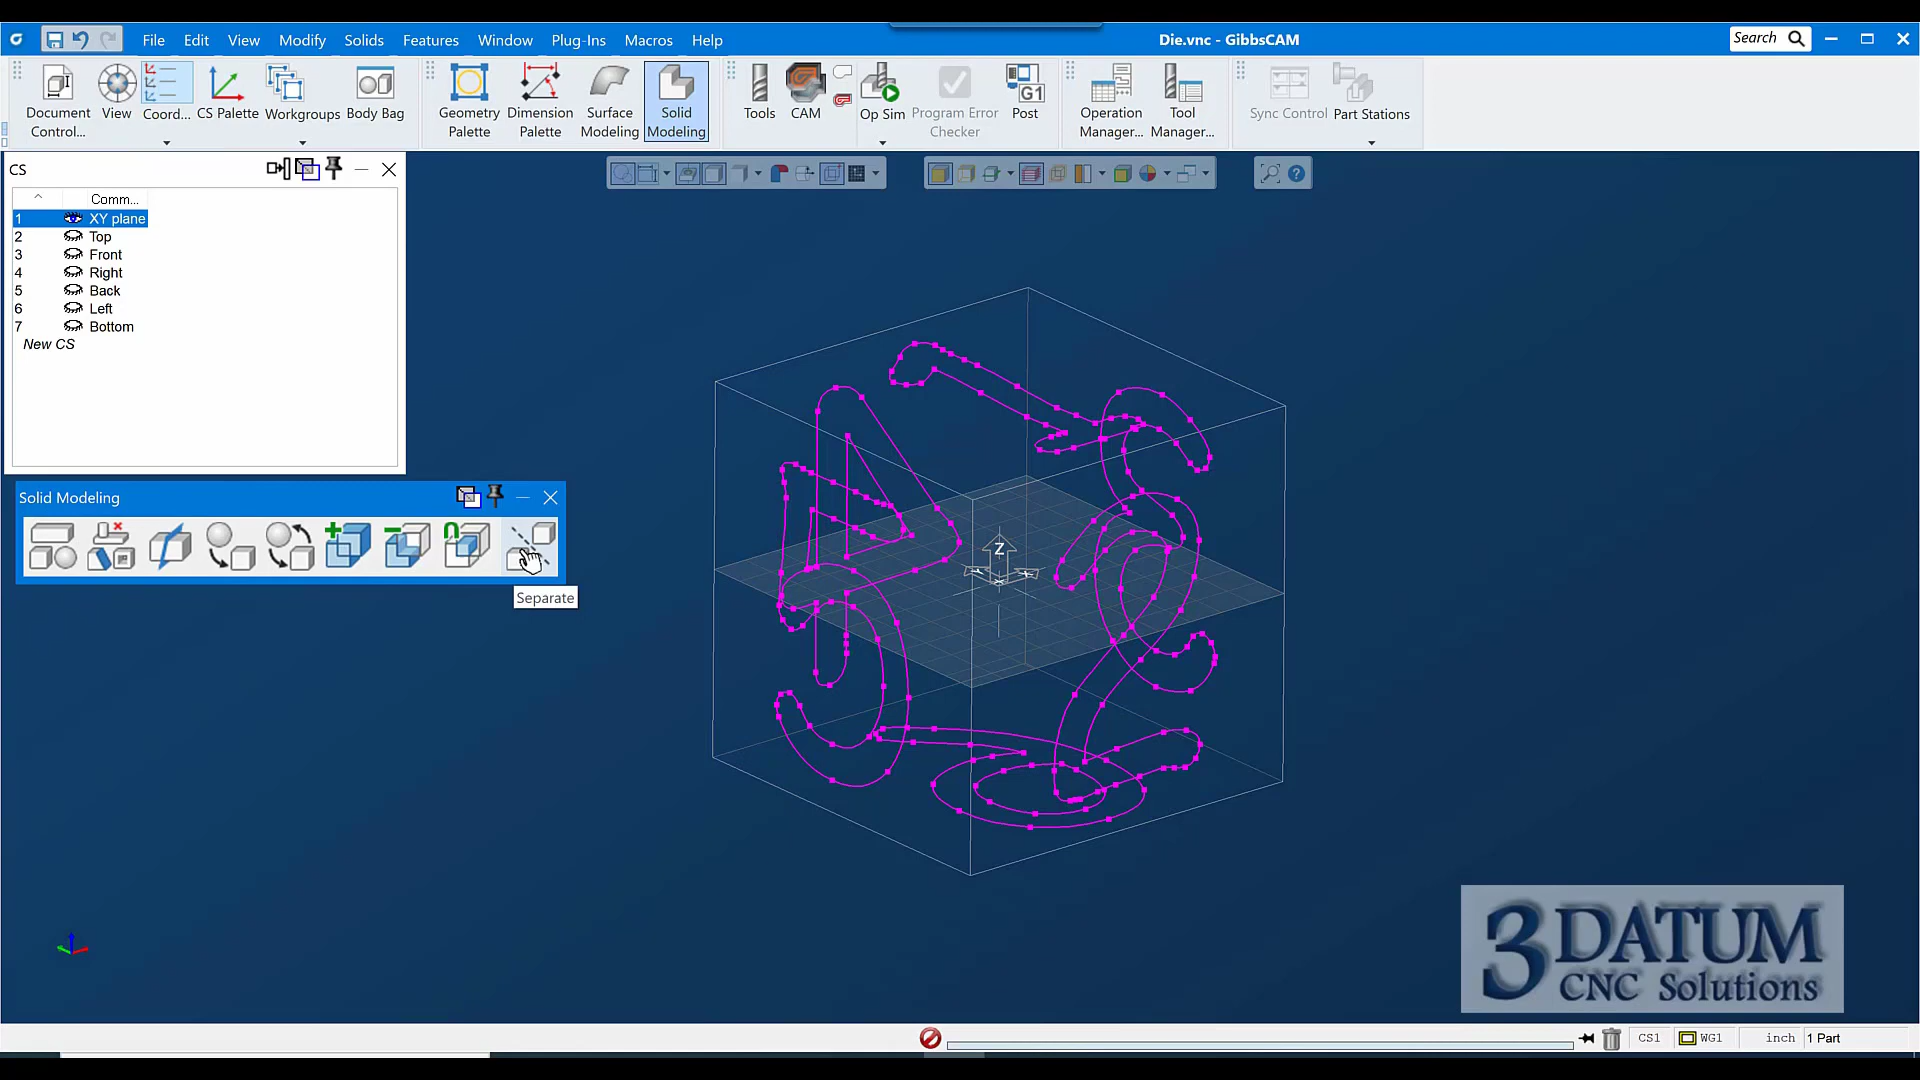 File Edit View Modify Solids Features Window Plug-Ins Macros Help
Die.vnc - GibbsCAM
Search
Document Control...
View
Coord...
CS Palette
Workgroups
Body Bag
Geometry Palette
Dimension Palette
Surface Modeling
Solid Modeling
Tools
CAM
Op Sim
Program Error Checker
G1
Post
Operation Manager...
Tool Manager...
Sync Control
Part Stations
CS
Comm...
1 XY plane
2 Top
3 Front
4 Right
5 Back
6 Left
7 Bottom
New CS
Solid Modeling
Separate
Z
3DATUM
CNC Solutions
CS1 WG1 inch 1 Part